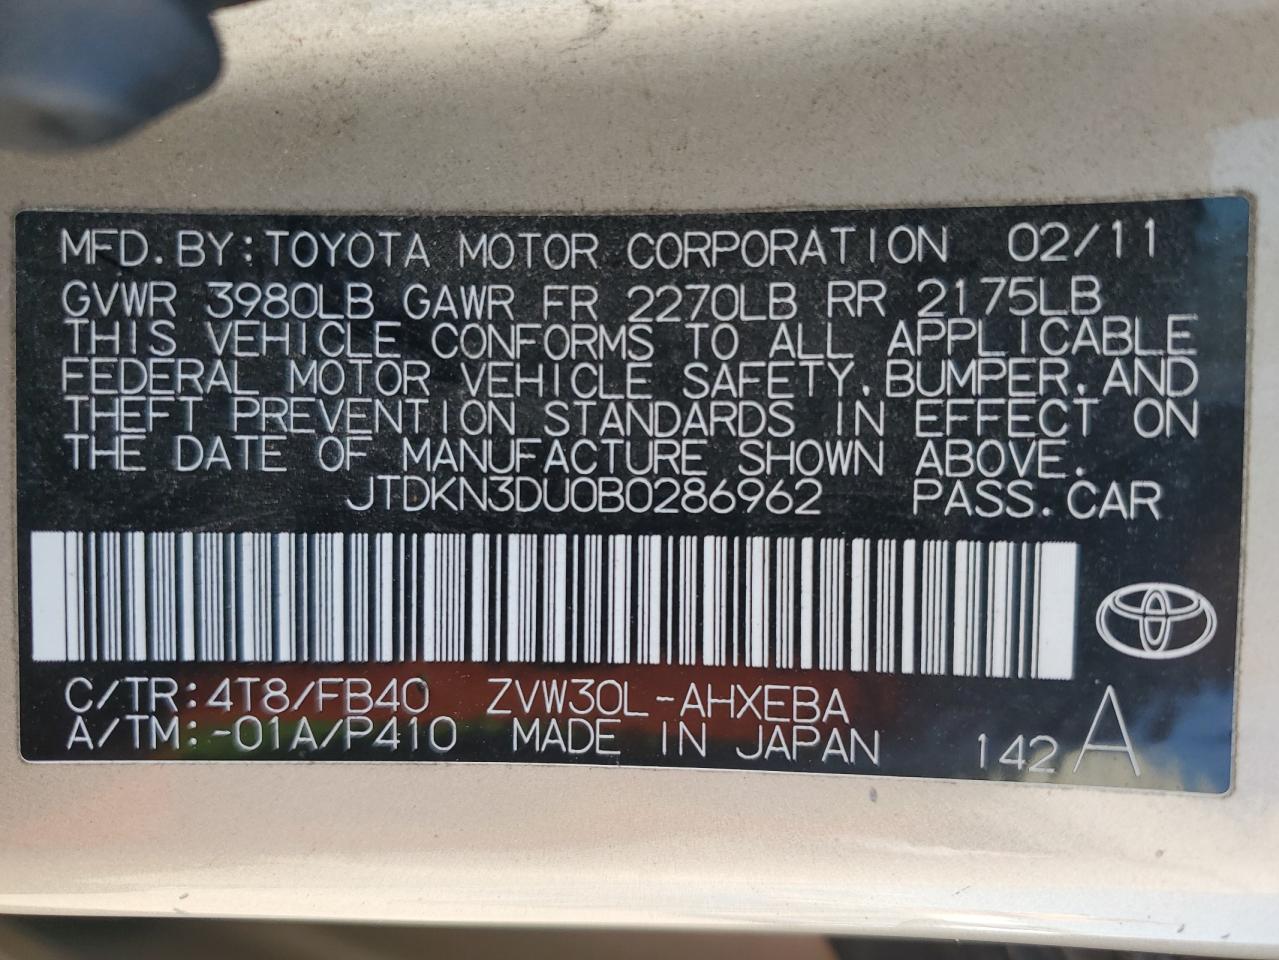 MFD. BY: TOYOTA MOTOR CORPORATION 02/11
GVWR 3980LB GAWR FR 2270LB RR 2175LB
THIS VEHICLE CONFORMS TO ALL APPLICABLE
FEDERAL MOTOR VEHICLE SAFETY, BUMPER, AND
THEFT PREVENTION STANDARDS IN EFFECT ON
THE DATE OF MANUFACTURE SHOWN ABOVE.
JTDKN3DU0B0286962 PASS. CAR
C/TR: 4T8/FB40 ZVW30L-AHXEBA
A/TM: -01A/P410 MADE IN JAPAN 142 A